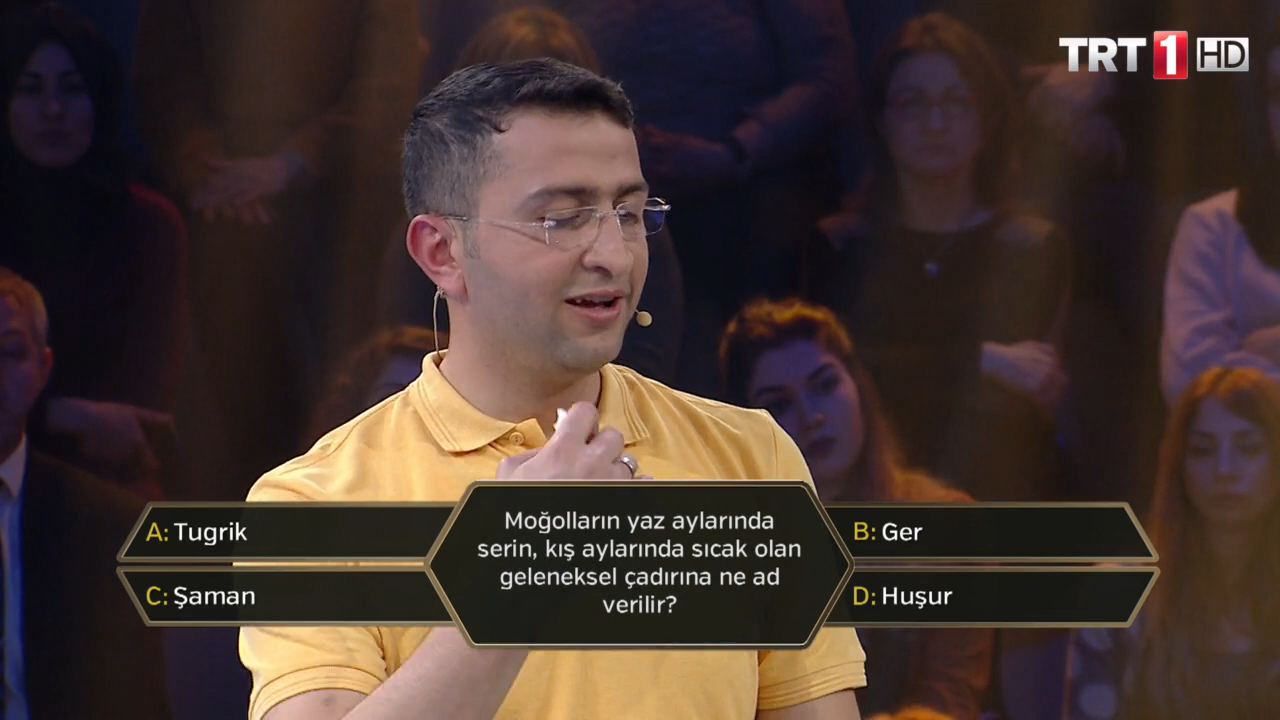 TRT 1 HD
Moğolların yaz aylarında
serin, kış aylarında sıcak olan
geleneksel çadırına ne ad
verilir?
A: Tugrik
B: Ger
C: Şaman
D: Huşur